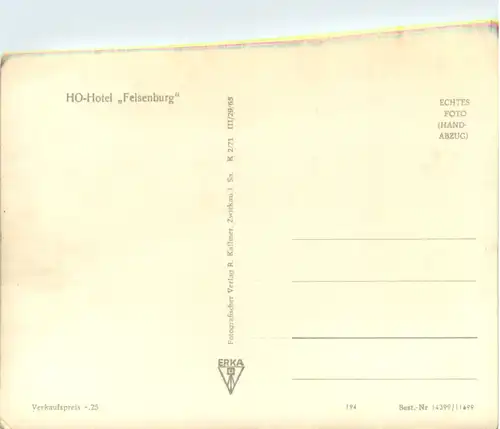 HO-Hotel „Felsenburg"
ECHTES
FOTO
(HAND-
ABZUG)
Fotografischer Verlag R. Kallmer, Zwickau i. Sa. K 2/71 III/29/65
ERKA
Verkaufspreis -.25
194
Best.-Nr